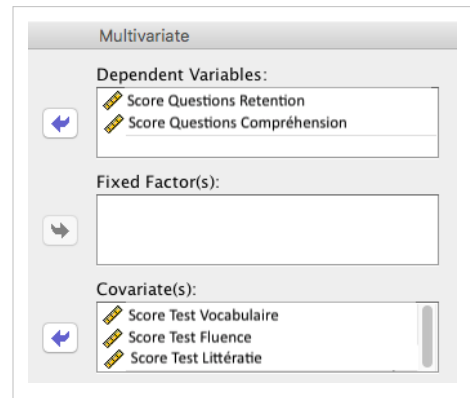 Multivariate
Dependent Variables:
Score Questions Retention
Score Questions Compréhension
Fixed Factor(s):
Covariate(s):
Score Test Vocabulaire
Score Test Fluence
Score Test Littératie